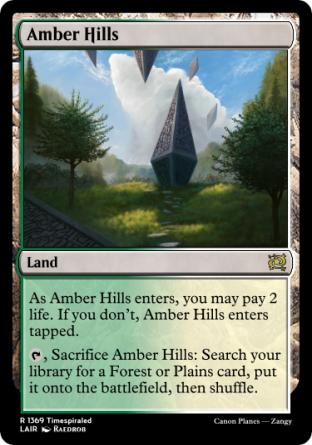 Amber Hills
Land
As Amber Hills enters, you may pay 2
life. If you don't, Amber Hills enters
tapped.
, Sacrifice Amber Hills: Search your
library for a Forest or Plains card, put
it onto the battlefield, then shuffle.
R 1369 Timespiraled
Canon Planes — Zangy
LAIR Raedrob